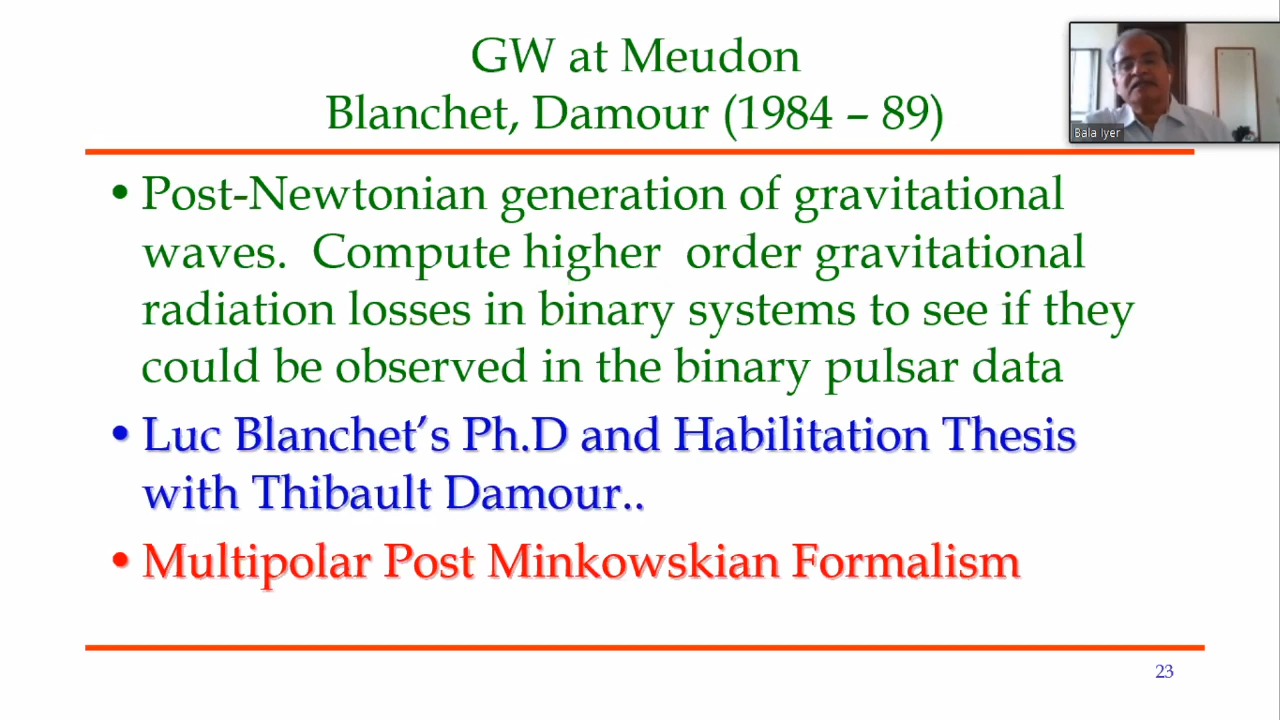 GW at Meudon
Blanchet, Damour (1984 – 89)
Bala Iyer
•Post-Newtonian generation of gravitational
waves.  Compute higher  order gravitational
radiation losses in binary systems to see if they
could be observed in the binary pulsar data
•Luc Blanchet’s Ph.D and Habilitation Thesis
with Thibault Damour..
•Multipolar Post Minkowskian Formalism
23